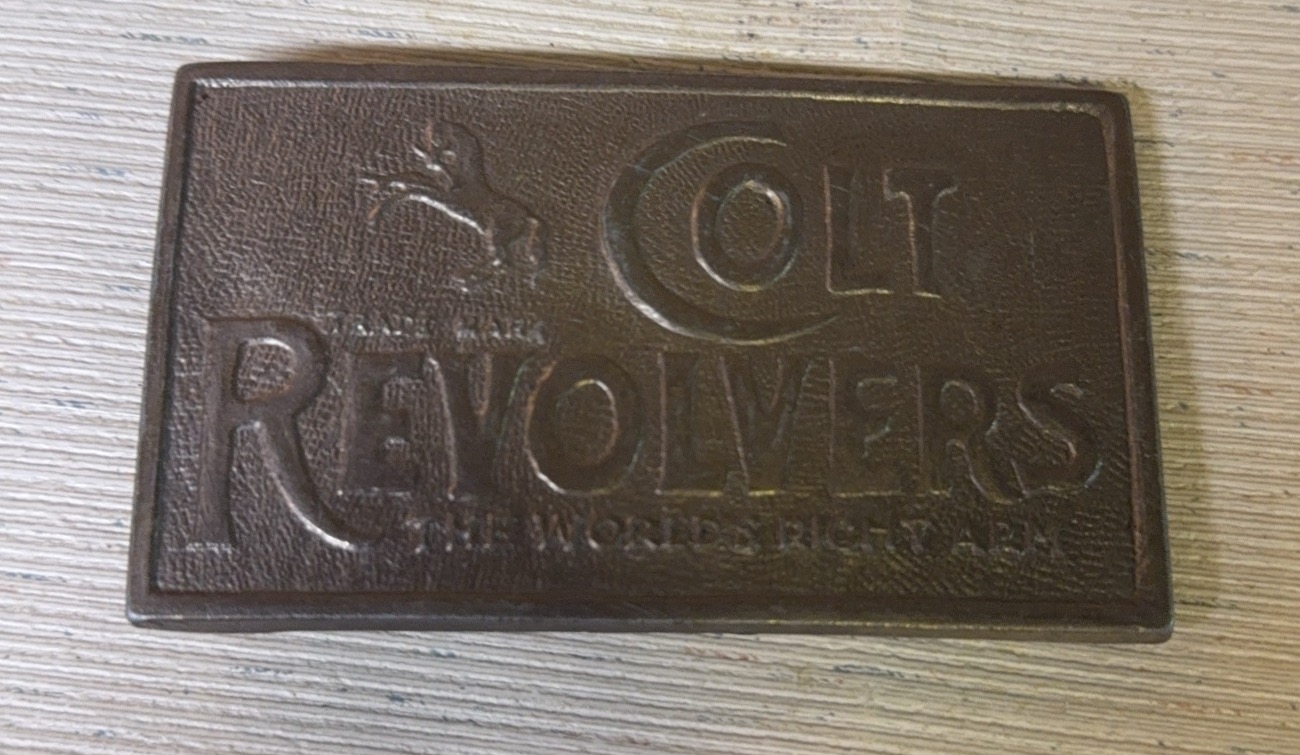 COLT
TRADE MARK
REVOLVERS
THE WORLD'S RIGHT ARM